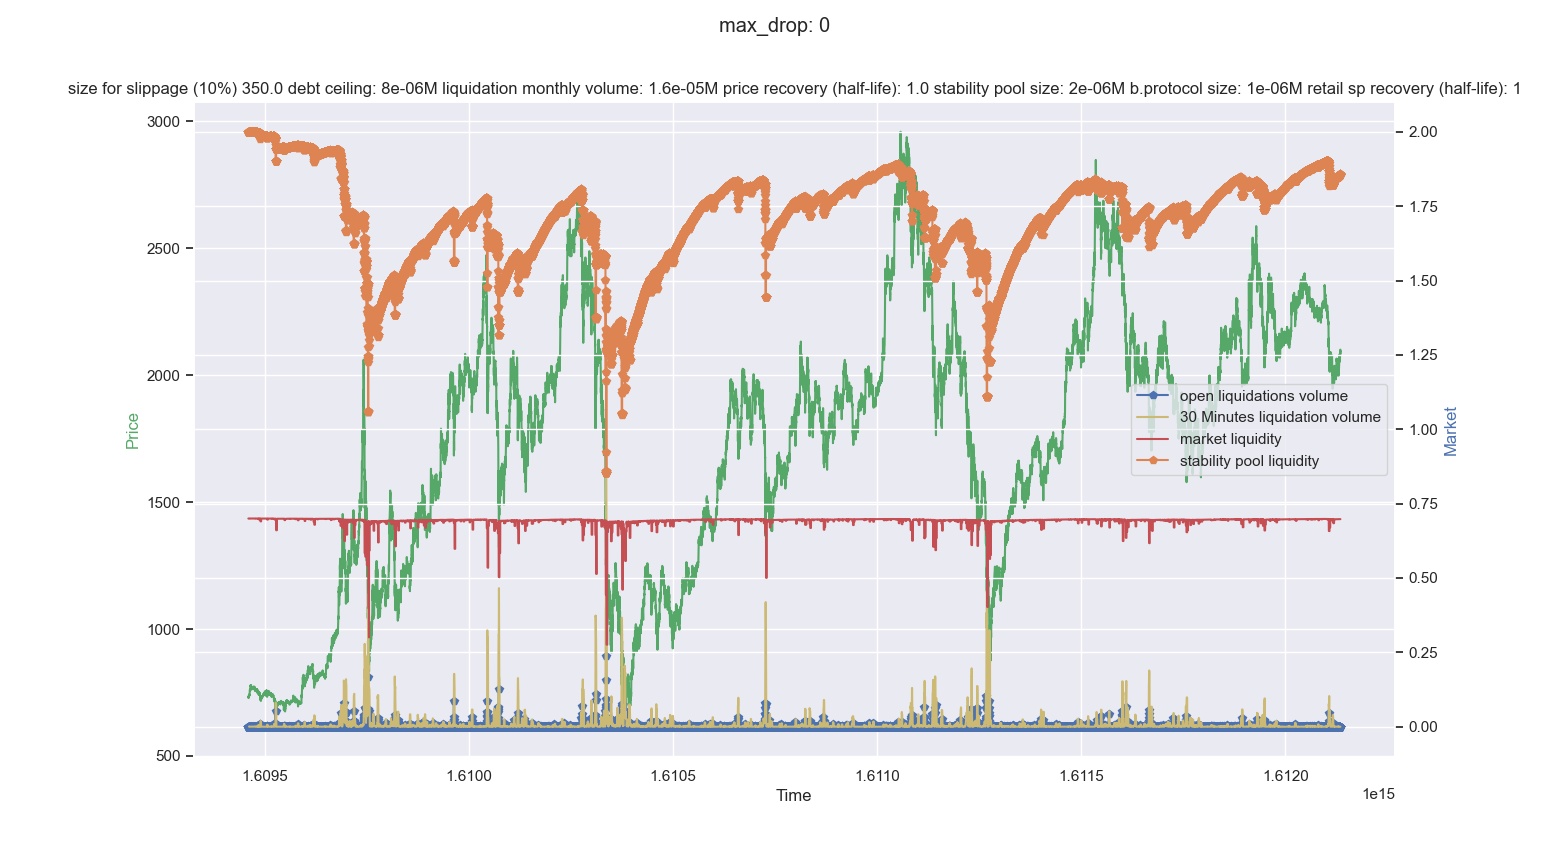 max_drop: 0
size for slippage (10%) 350.0 debt ceiling: 8e-06M liquidation monthly volume: 1.6e-05M price recovery (half-life): 1.0 stability pool size: 2e-06M b.protocol size: 1e-06M retail sp recovery (half-life): 1
3000
2500
2000
1500
1000
500
Price
2.00
1.75
1.50
1.25
1.00
0.75
0.50
0.25
0.00
Market
open liquidations volume
30 Minutes liquidation volume
market liquidity
stability pool liquidity
1.6095
1.6100
1.6105
1.6110
1.6115
1.6120
1e15
Time